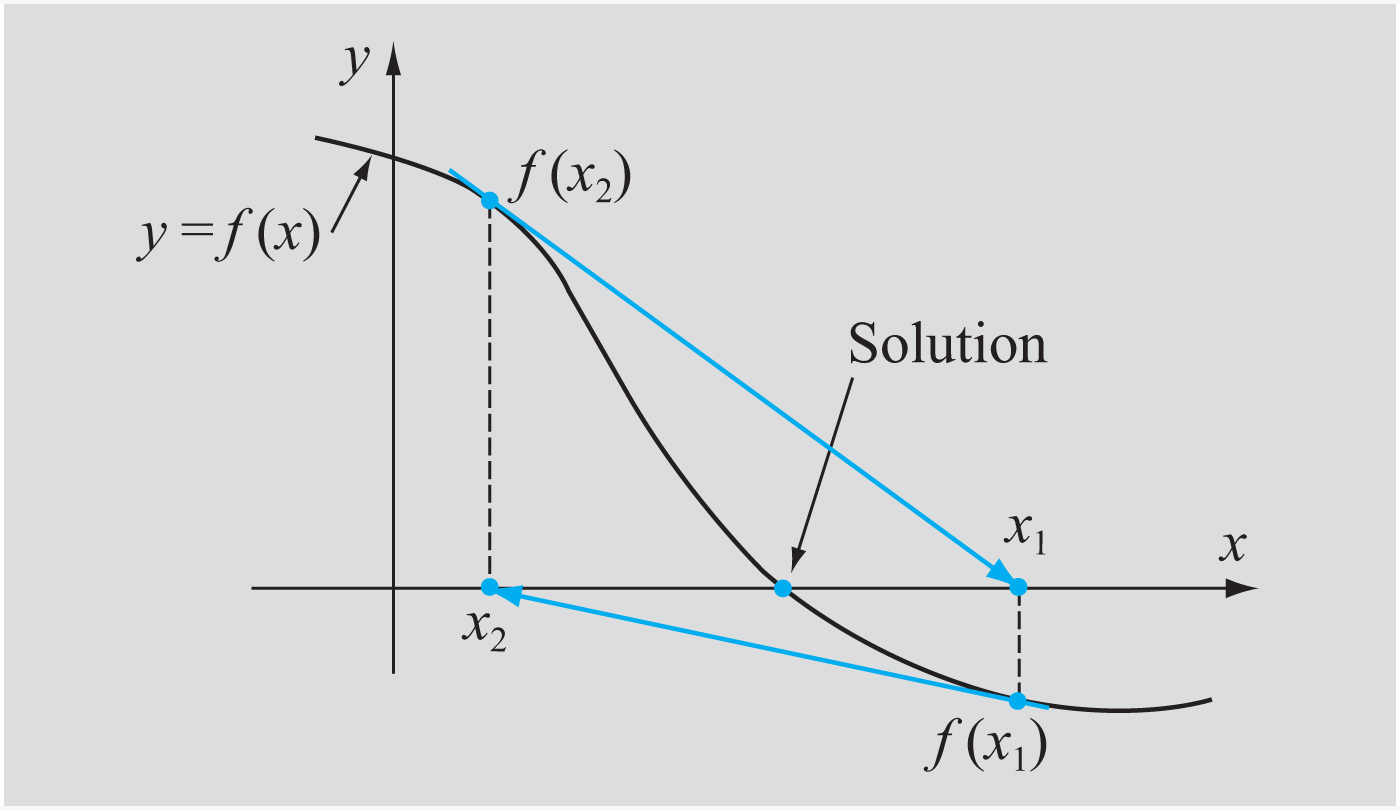 y
f(x₂)
y = f(x)
Solution
x₁
x
x₂
f(x₁)